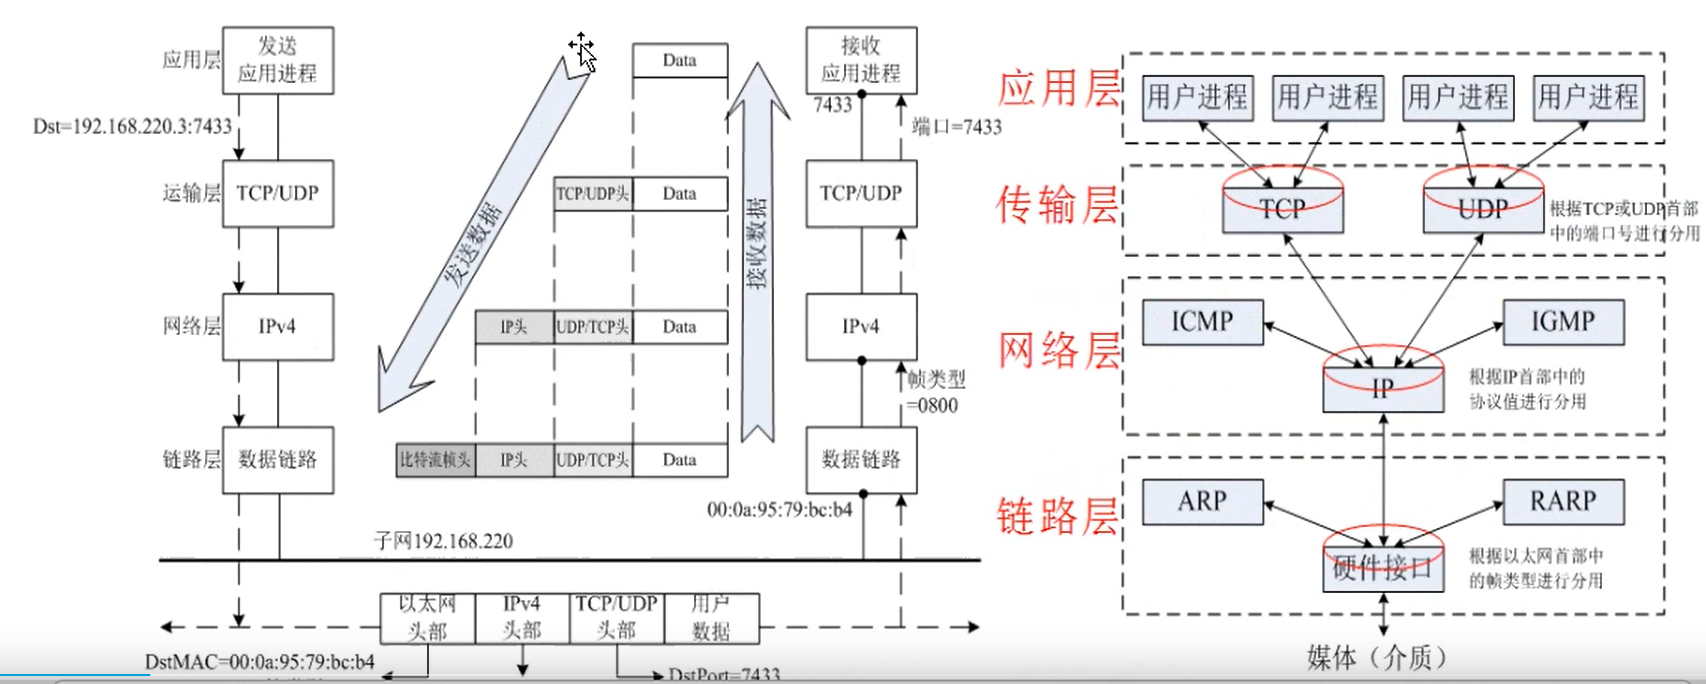 应用层
发送
应用进程
Data
接收
应用进程
7433
Dst=192.168.220.3:7433
端口=7433
运输层
TCP/UDP
TCP/UDP头
Data
TCP/UDP
发送数据
接收数据
网络层
IPv4
IP头
UDP/TCP头
Data
IPv4
帧类型
=0800
链路层
数据链路
比特流帧头
IP头
UDP/TCP头
Data
数据链路
00:0a:95:79:bc:b4
子网192.168.220
以太网
头部
IPv4
头部
TCP/UDP
头部
用户
数据
DstMAC=00:0a:95:79:bc:b4
DstPort=7433
应用层
用户进程
用户进程
用户进程
用户进程
传输层
TCP
UDP
根据TCP或UDP首部
中的端口号进行分用
网络层
ICMP
IGMP
IP
根据IP首部中的
协议值进行分用
链路层
ARP
RARP
硬件接口
根据以太网首部中
的帧类型进行分用
媒体（介质）